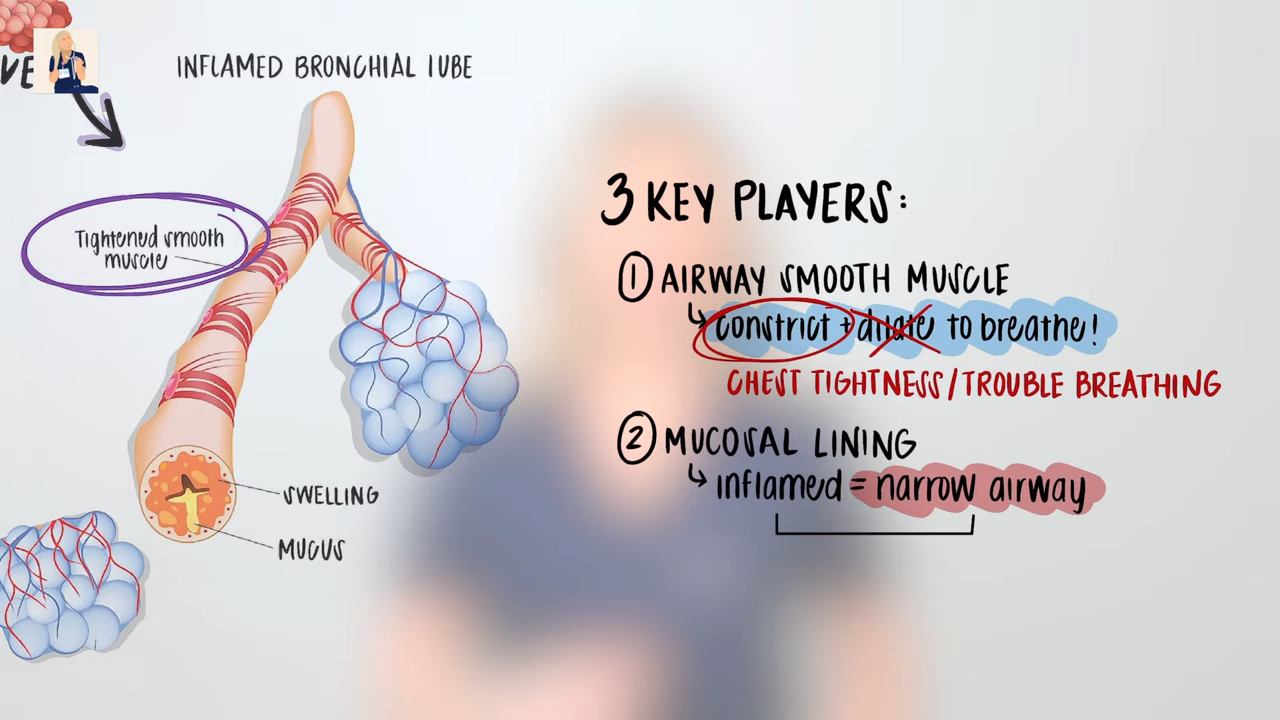 VE
INFLAMED BRONCHIAL TUBE
Tightened smooth
muscle
SWELLING
MUCUS
3 KEY PLAYERS:
① AIRWAY SMOOTH MUSCLE
↳ constrict + dilate to breathe!
CHEST TIGHTNESS/TROUBLE BREATHING
② MUCOSAL LINING
↳ inflamed = narrow airway